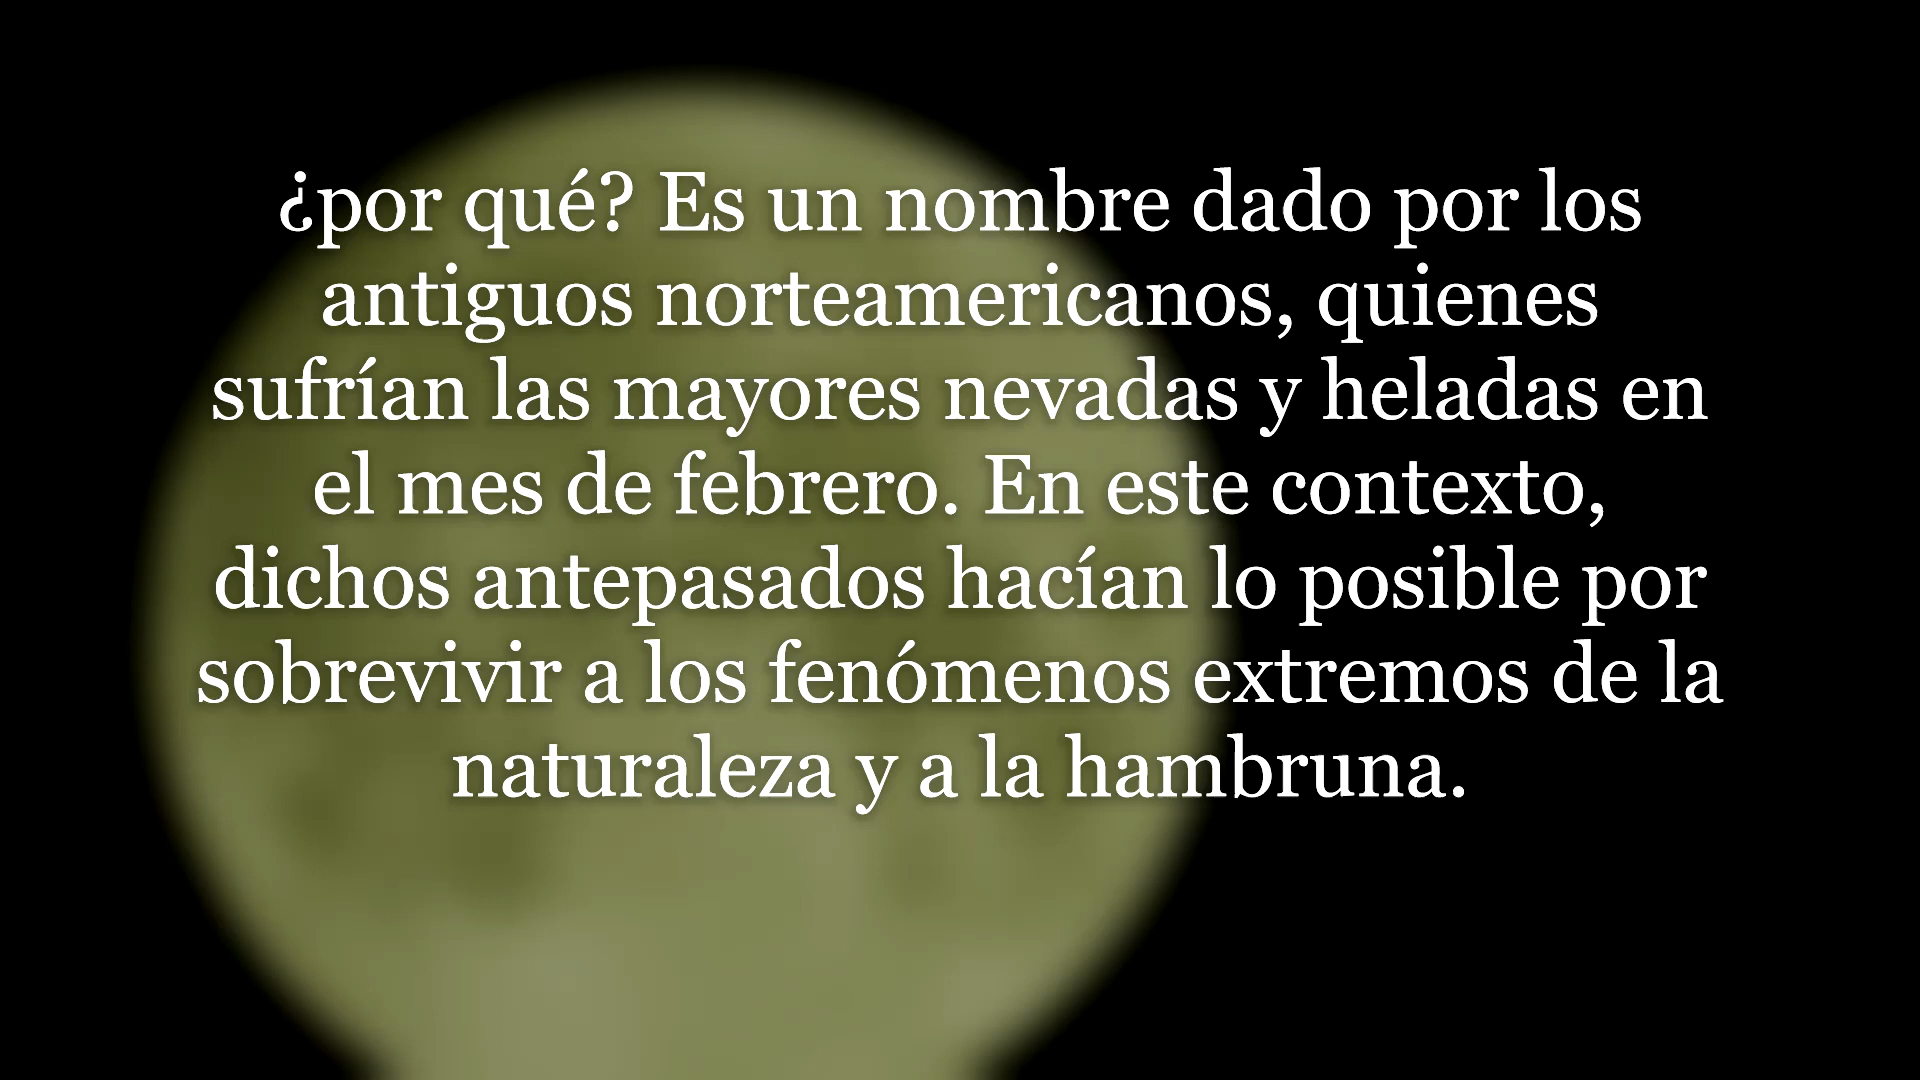 ¿por qué? Es un nombre dado por los
antiguos norteamericanos, quienes
sufrían las mayores nevadas y heladas en
el mes de febrero. En este contexto,
dichos antepasados hacían lo posible por
sobrevivir a los fenómenos extremos de la
naturaleza y a la hambruna.